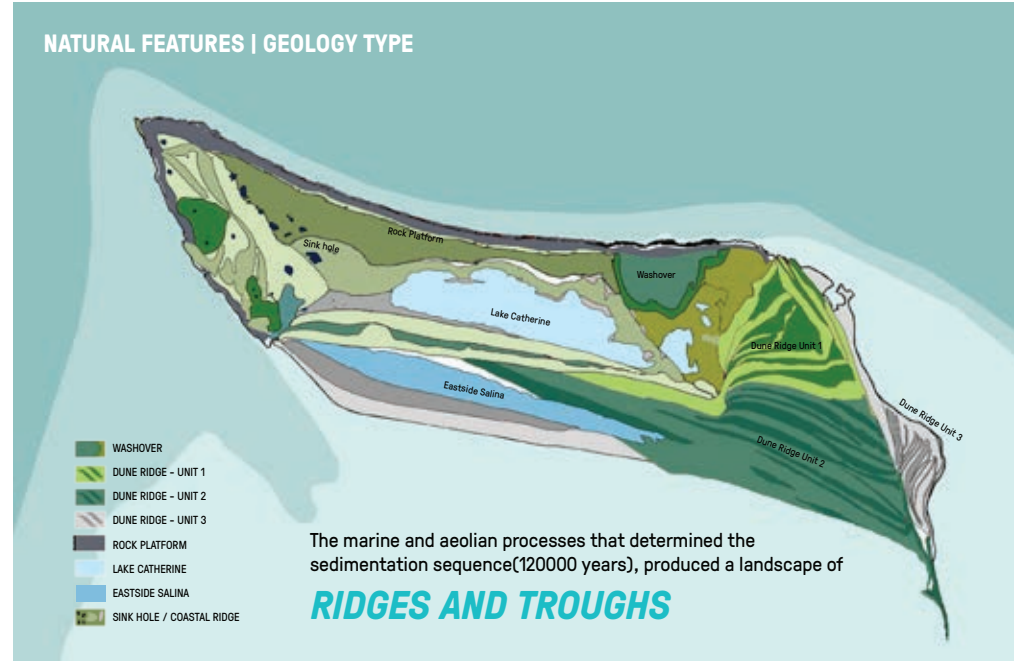 NATURAL FEATURES | GEOLOGY TYPE
Sink hole
Rock Platform
Washover
Lake Catherine
Dune Ridge Unit 1
Eastside Salina
Dune Ridge Unit 3
Dune Ridge Unit 2
WASHOVER
DUNE RIDGE - UNIT 1
DUNE RIDGE - UNIT 2
DUNE RIDGE - UNIT 3
ROCK PLATFORM
LAKE CATHERINE
EASTSIDE SALINA
SINK HOLE / COASTAL RIDGE
The marine and aeolian processes that determined the
sedimentation sequence(120000 years), produced a landscape of
RIDGES AND TROUGHS